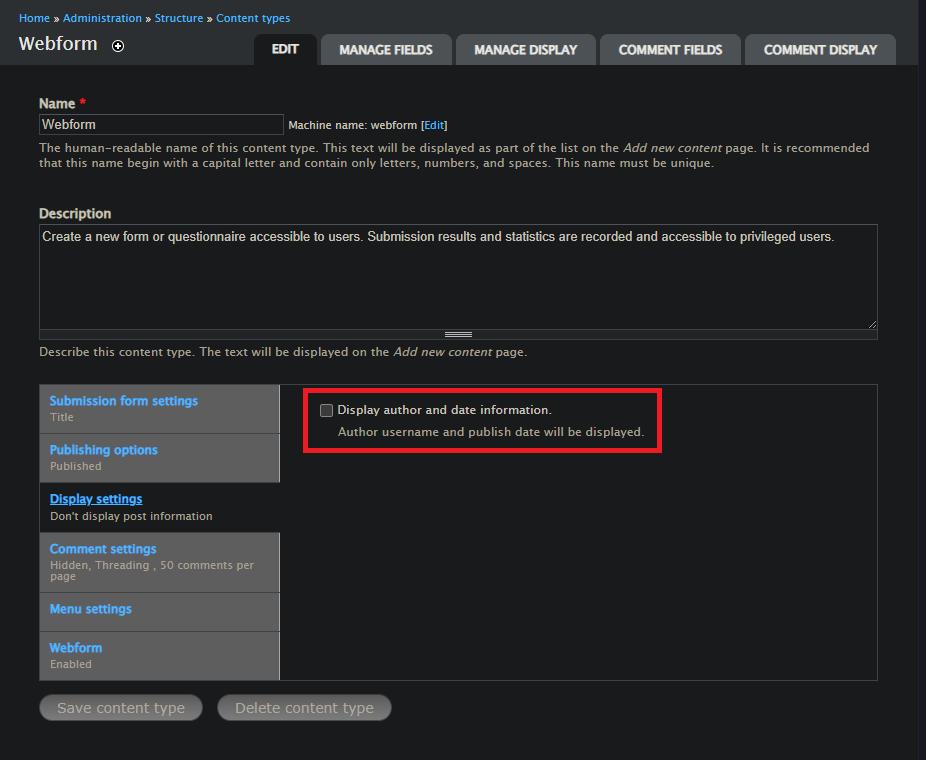 Home » Administration » Structure » Content types
Webform
EDIT
MANAGE FIELDS
MANAGE DISPLAY
COMMENT FIELDS
COMMENT DISPLAY
Name *
Webform
Machine name: webform [Edit]
The human-readable name of this content type. This text will be displayed as part of the list on the Add new content page. It is recommended
that this name begin with a capital letter and contain only letters, numbers, and spaces. This name must be unique.
Description
Create a new form or questionnaire accessible to users. Submission results and statistics are recorded and accessible to privileged users.
Describe this content type. The text will be displayed on the Add new content page.
Submission form settings
Title
Publishing options
Published
Display settings
Don't display post information
Comment settings
Hidden, Threading , 50 comments per
page
Menu settings
Webform
Enabled
Display author and date information.
Author username and publish date will be displayed.
Save content type
Delete content type